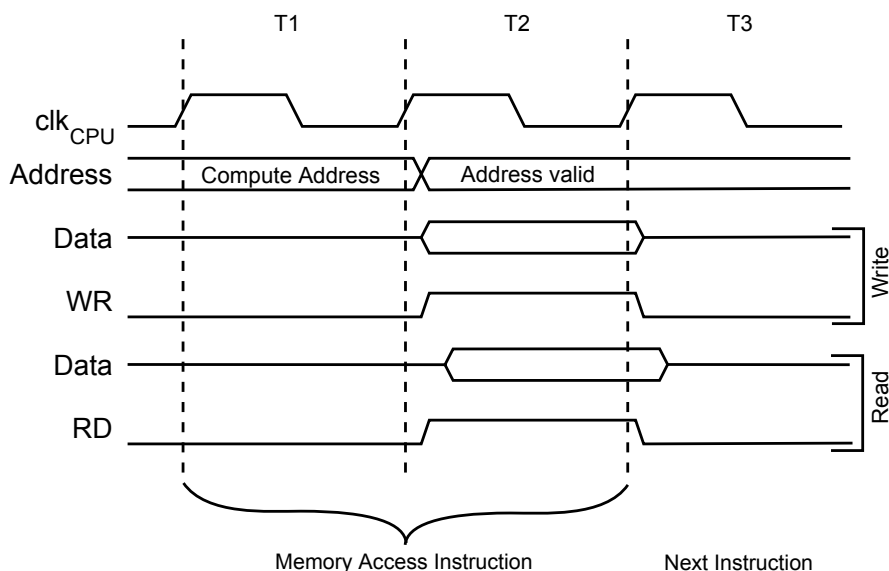 T1 T2 T3
clkCPU
Address Compute Address Address valid
Data
WR
Write
Data
RD
Read
Memory Access Instruction Next Instruction